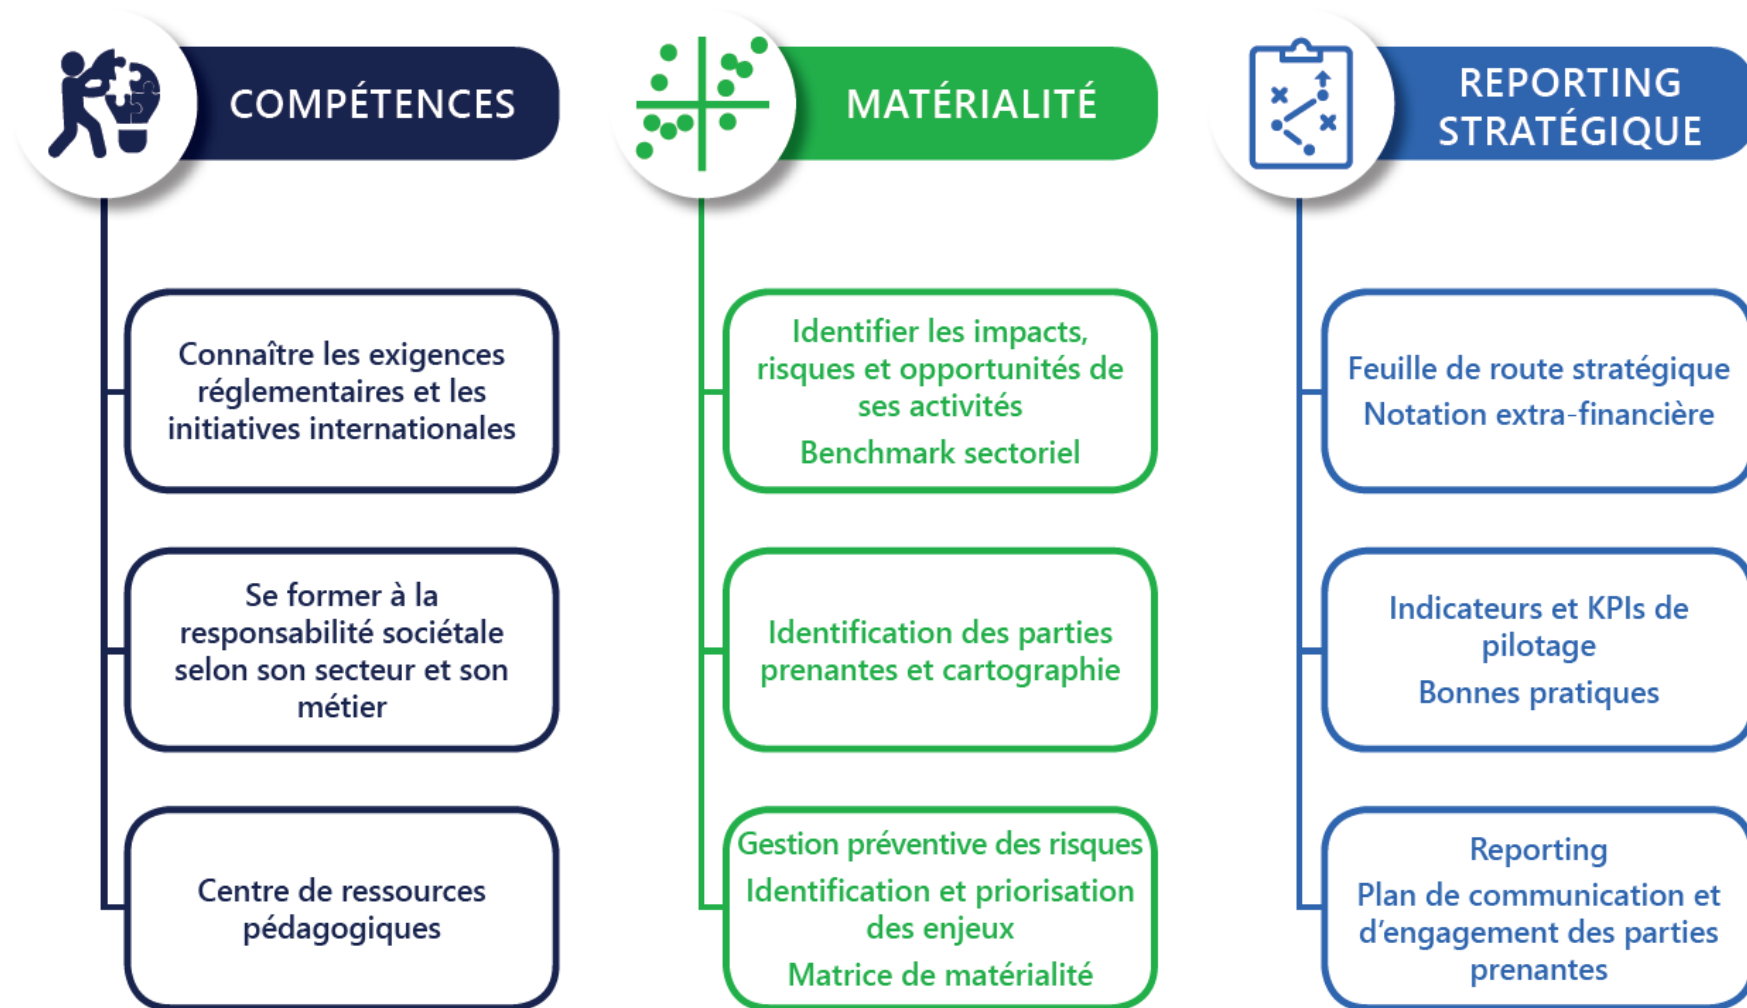 COMPÉTENCES
Connaître les exigences
réglementaires et les
initiatives internationales
Se former à la
responsabilité sociétale
selon son secteur et son
métier
Centre de ressources
pédagogiques
MATÉRIALITÉ
Identifier les impacts,
risques et opportunités de
ses activités
Benchmark sectoriel
Identification des parties
prenantes et cartographie
Gestion préventive des risques
Identification et priorisation
des enjeux
Matrice de matérialité
REPORTING
STRATÉGIQUE
Feuille de route stratégique
Notation extra-financière
Indicateurs et KPIs de
pilotage
Bonnes pratiques
Reporting
Plan de communication et
d’engagement des parties
prenantes